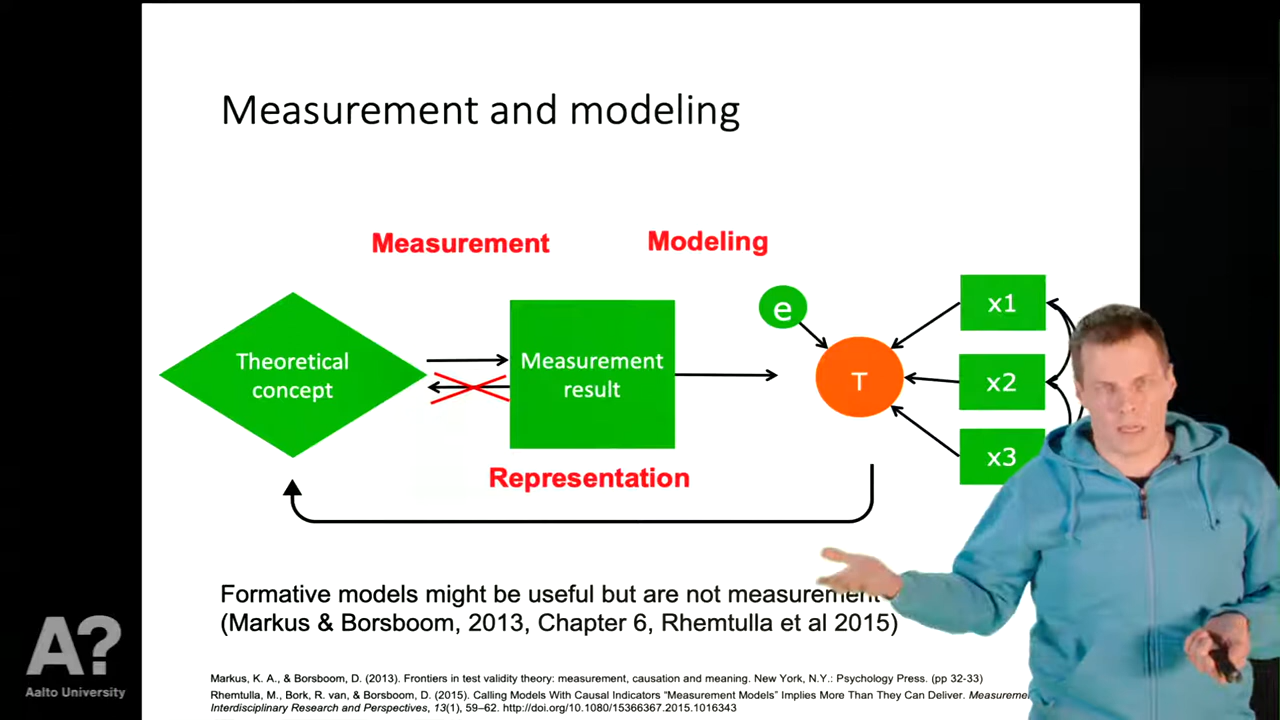 Measurement and modeling
Measurement
Modeling
e
x1
Theoretical
concept
Measurement
result
T
x2
x3
Representation
Formative models might be useful but are not measurement
(Markus & Borsboom, 2013, Chapter 6, Rhemtulla et al 2015)
A?
Aalto University
Markus, K. A., & Borsboom, D. (2013). Frontiers in test validity theory: measurement, causation and meaning. New York, N.Y.: Psychology Press. (pp 32-33)
Rhemtulla, M., Bork, R. van, & Borsboom, D. (2015). Calling Models With Causal Indicators “Measurement Models” Implies More Than They Can Deliver.
Interdisciplinary Research and Perspectives, 13(1), 59–62. http://doi.org/10.1080/15366367.2015.1016343